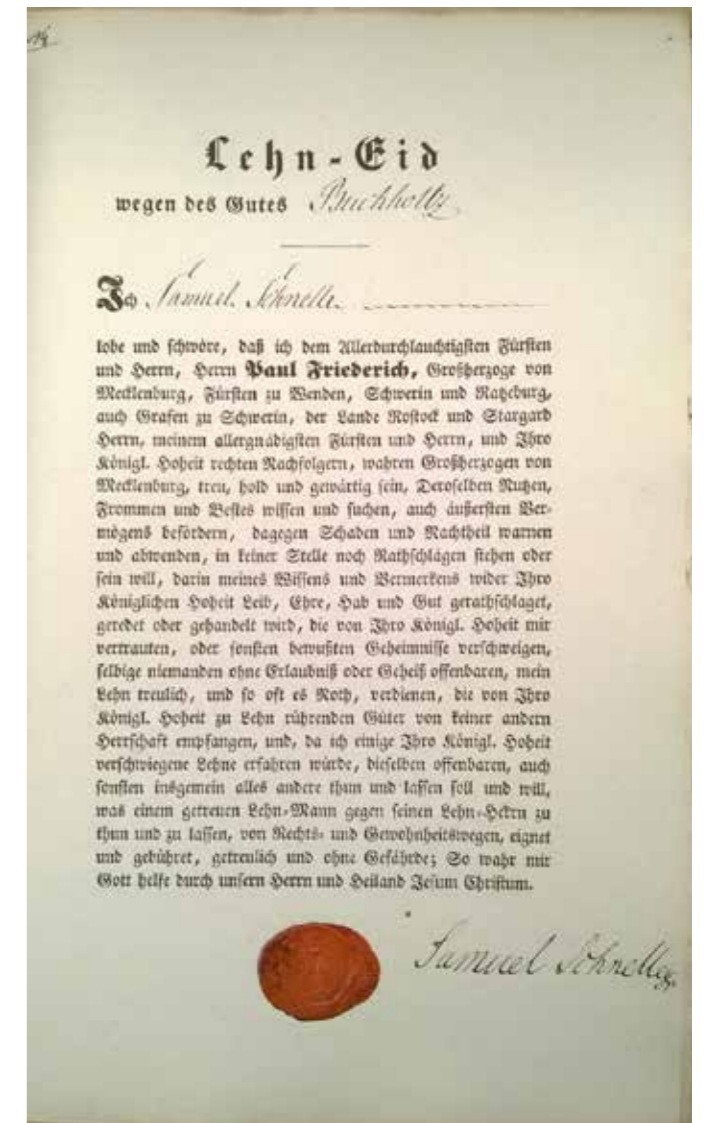 Lehn-Eid
wegen des Gutes Buchholtz
Ich Samuel Schnelle
lobe und schwöre, daß ich dem Allerdurchlauchtigsten Fürsten
und Herrn, Herrn Paul Friederich, Großherzoge von
Mecklenburg, Fürsten zu Wenden, Schwerin und Ratzeburg,
auch Grafen zu Schwerin, der Lande Rostock und Stargard
Herrn, meinem allergnädigsten Fürsten und Herrn, und Ihro
Königl. Hoheit rechten Nachfolgern, wahren Großherzogen von
Mecklenburg, treu, hold und gewärtig sein, Deroselben Nutzen,
Frommen und Bestes wissen und suchen, auch äußersten Ver-
mögens befördern, dagegen Schaden und Nachtheil warnen
und abwenden, in keiner Stelle noch Rathschlägen stehen oder
sein will, darin meines Wissens und Vermerkens wider Ihro
Königlichen Hoheit Leib, Ehre, Hab und Gut gerathschlaget,
geredet oder gehandelt wird, die von Ihro Königl. Hoheit mir
vertrauten, oder sonsten bewußten Geheimnisse verschweigen,
selbige niemanden ohne Erlaubniß oder Geheiß offenbaren, mein
Lehn treulich, und so oft es Noth, verdienen, die von Ihro
Königl. Hoheit zu Lehn rührenden Güter von keiner andern
Herrschaft empfangen, und, da ich einige Ihro Königl. Hoheit
verschwiegene Lehne erfahren würde, dieselben offenbaren, auch
sonsten insgemein alles andere thun und lassen soll und will,
was einem getreuen Lehn-Mann gegen seinen Lehn-Herrn zu
thun und zu lassen, von Rechts- und Gewohnheitswegen, eignet
und gebühret, getreulich und ohne Gefährde; So wahr mir
Gott helfe durch unsern Herrn und Heiland Jesum Christum.
Samuel Schnelle